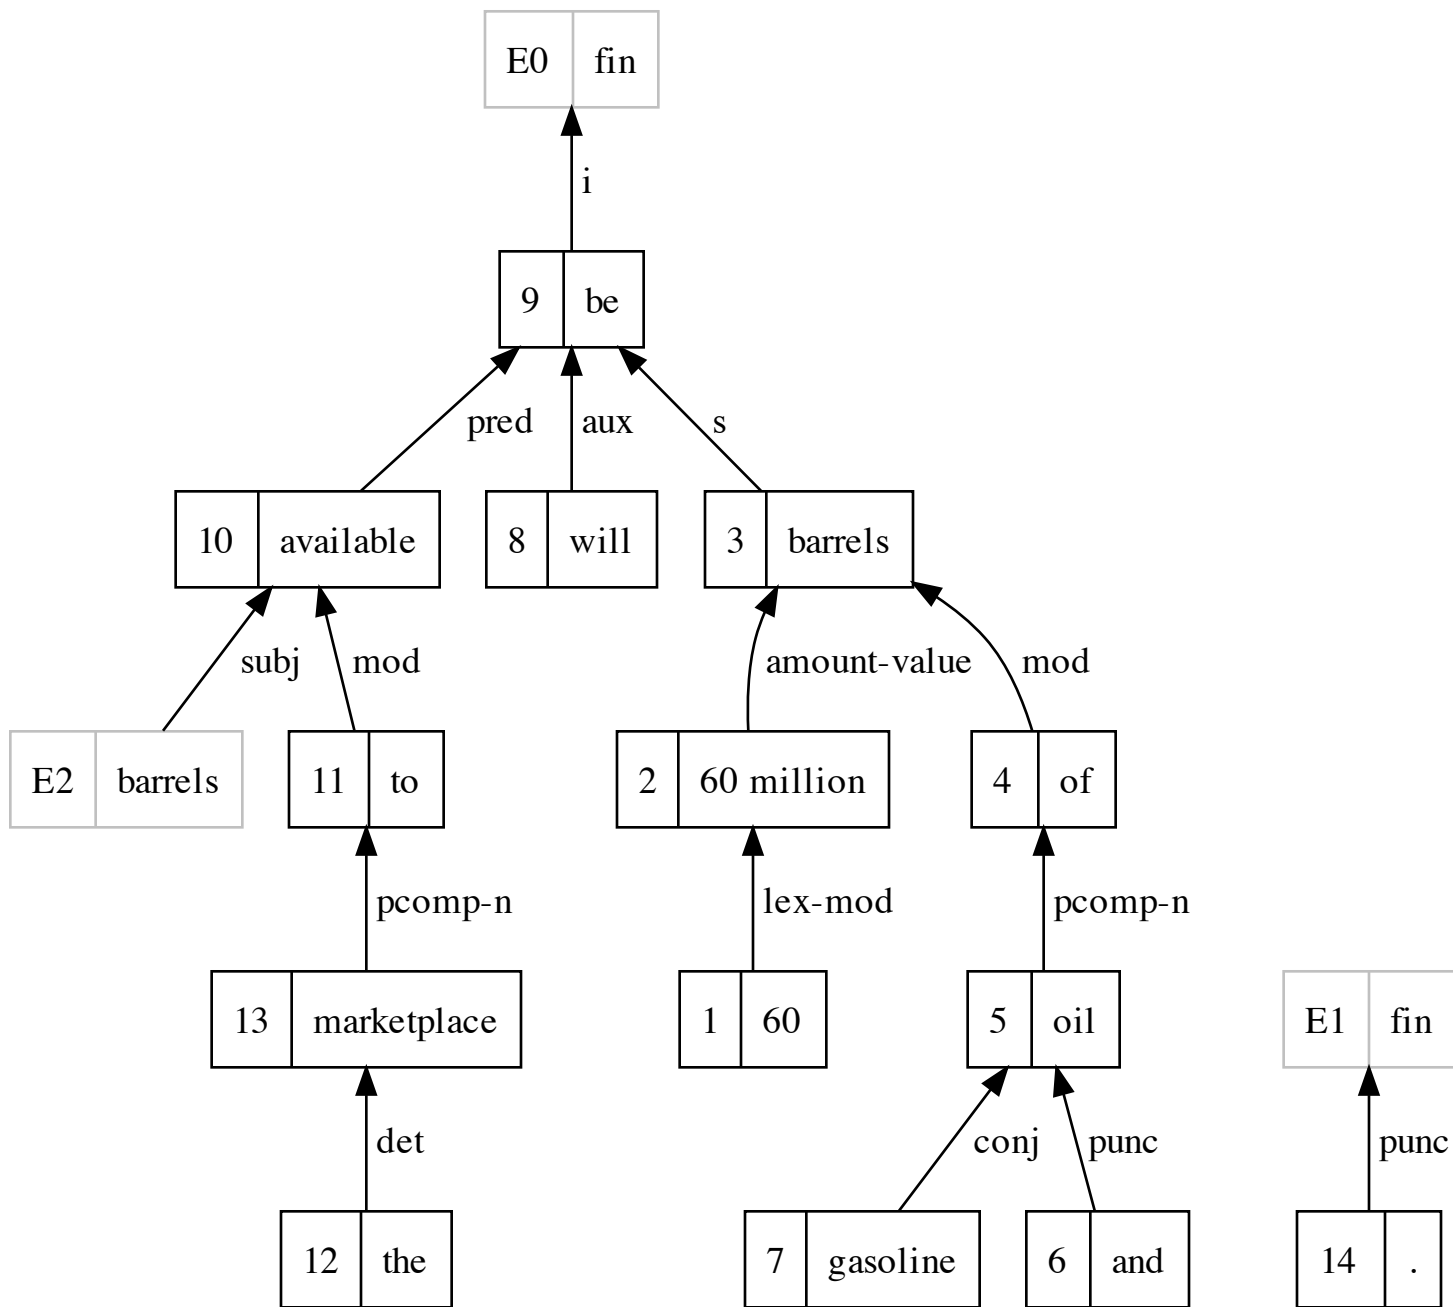 E0 fin
i
9 be
pred aux s
10 available 8 will 3 barrels
subj mod amount-value mod
E2 barrels 11 to 2 60 million 4 of
pcomp-n lex-mod pcomp-n
13 marketplace 1 60 5 oil E1 fin
det conj punc punc
12 the 7 gasoline 6 and 14 .